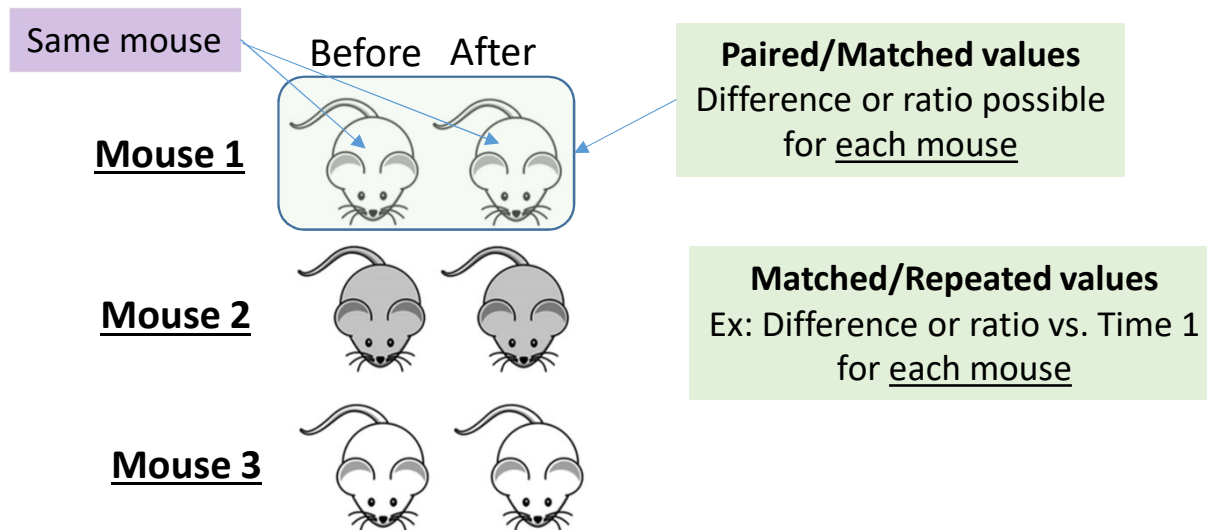 Same mouse
Before After
Mouse 1
Paired/Matched values
Difference or ratio possible
for each mouse
Mouse 2
Matched/Repeated values
Ex: Difference or ratio vs. Time 1
for each mouse
Mouse 3